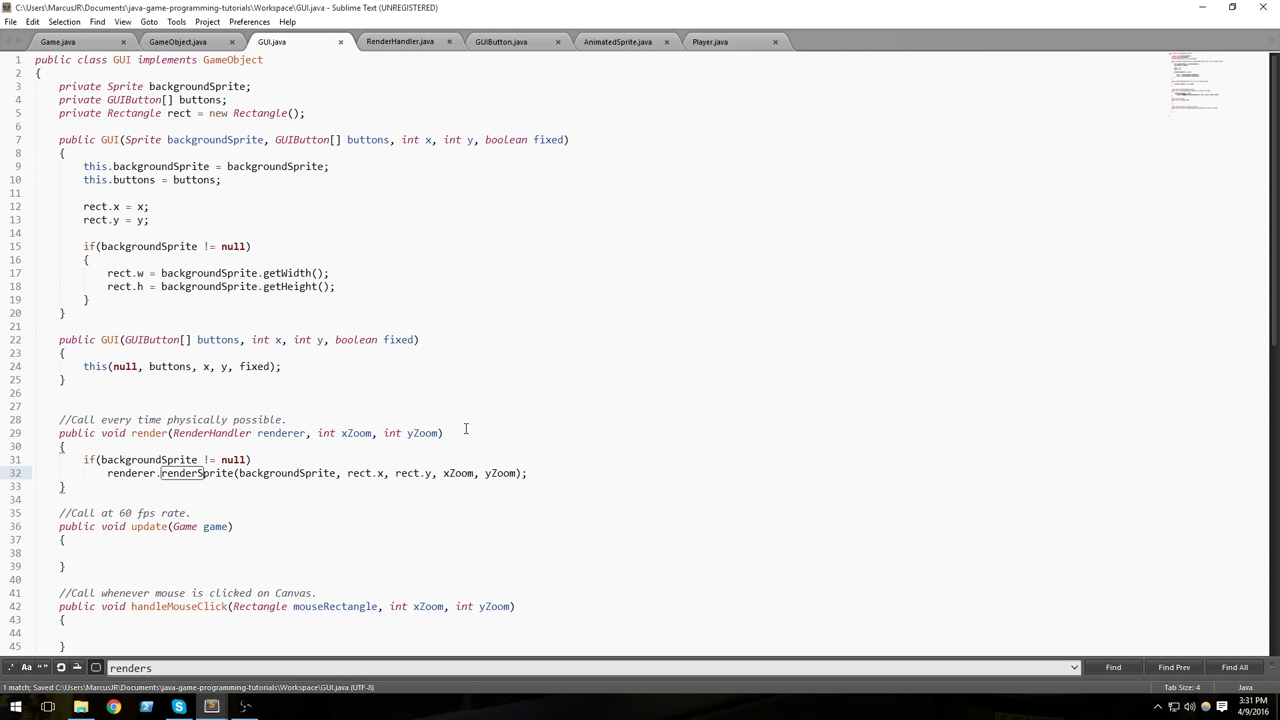 C:\Users\MarcusJR\Documents\java-game-programming-tutorials\Workspace\GUI.java - Sublime Text (UNREGISTERED)
File Edit Selection Find View Goto Tools Project Preferences Help
Game.java GameObject.java GUI.java RenderHandler.java GUIButton.java AnimatedSprite.java Player.java
1 public class GUI implements GameObject
2 {
3 private Sprite backgroundSprite;
4 private GUIButton[] buttons;
5 private Rectangle rect = new Rectangle();
6
7 public GUI(Sprite backgroundSprite, GUIButton[] buttons, int x, int y, boolean fixed)
8 {
9 this.backgroundSprite = backgroundSprite;
10 this.buttons = buttons;
11
12 rect.x = x;
13 rect.y = y;
14
15 if(backgroundSprite != null)
16 {
17 rect.w = backgroundSprite.getWidth();
18 rect.h = backgroundSprite.getHeight();
19 }
20 }
21
22 public GUI(GUIButton[] buttons, int x, int y, boolean fixed)
23 {
24 this(null, buttons, x, y, fixed);
25 }
26
27
28 //Call every time physically possible.
29 public void render(RenderHandler renderer, int xZoom, int yZoom)
30 {
31 if(backgroundSprite != null)
32 renderer.renderSprite(backgroundSprite, rect.x, rect.y, xZoom, yZoom);
33 }
34
35 //Call at 60 fps rate.
36 public void update(Game game)
37 {
38
39 }
40
41 //Call whenever mouse is clicked on Canvas.
42 public void handleMouseClick(Rectangle mouseRectangle, int xZoom, int yZoom)
43 {
44
45 }
.* Aa “” renders Find Find Prev Find All
1 match; Saved C:\Users\MarcusJR\Documents\java-game-programming-tutorials\Workspace\GUI.java (UTF-8) Tab Size: 4 Java
3:31 PM
4/9/2016